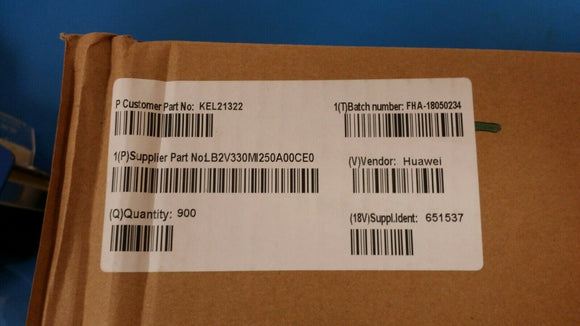 P Customer Part No: KEL21322
1(T)Batch number: FHA-18050234
1(P)Supplier Part No:LB2V330MI250A00CE0
(V)Vendor: Huawei
(Q)Quantity: 900
(18V)Suppl.Ident: 651537